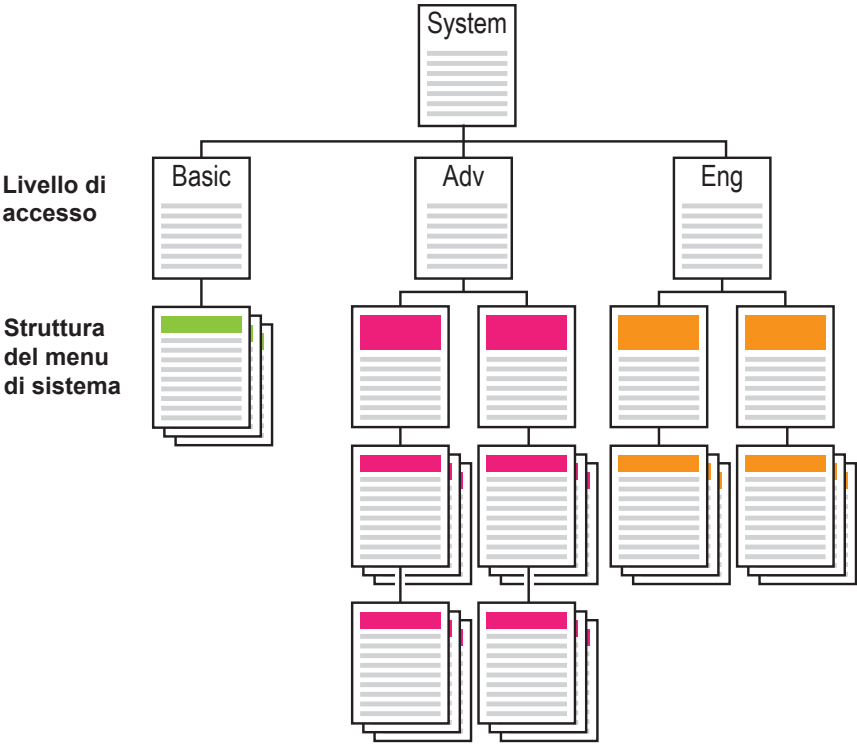 System
Livello di
accesso
Basic
Adv
Eng
Struttura
del menu
di sistema